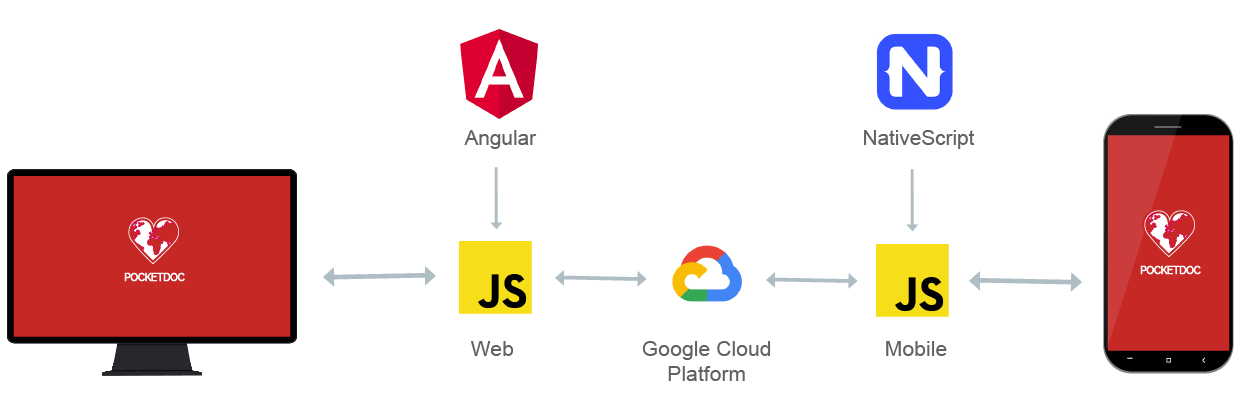 Angular
NativeScript
POCKETDOC
POCKETDOC
JS
JS
Web
Google Cloud
Platform
Mobile